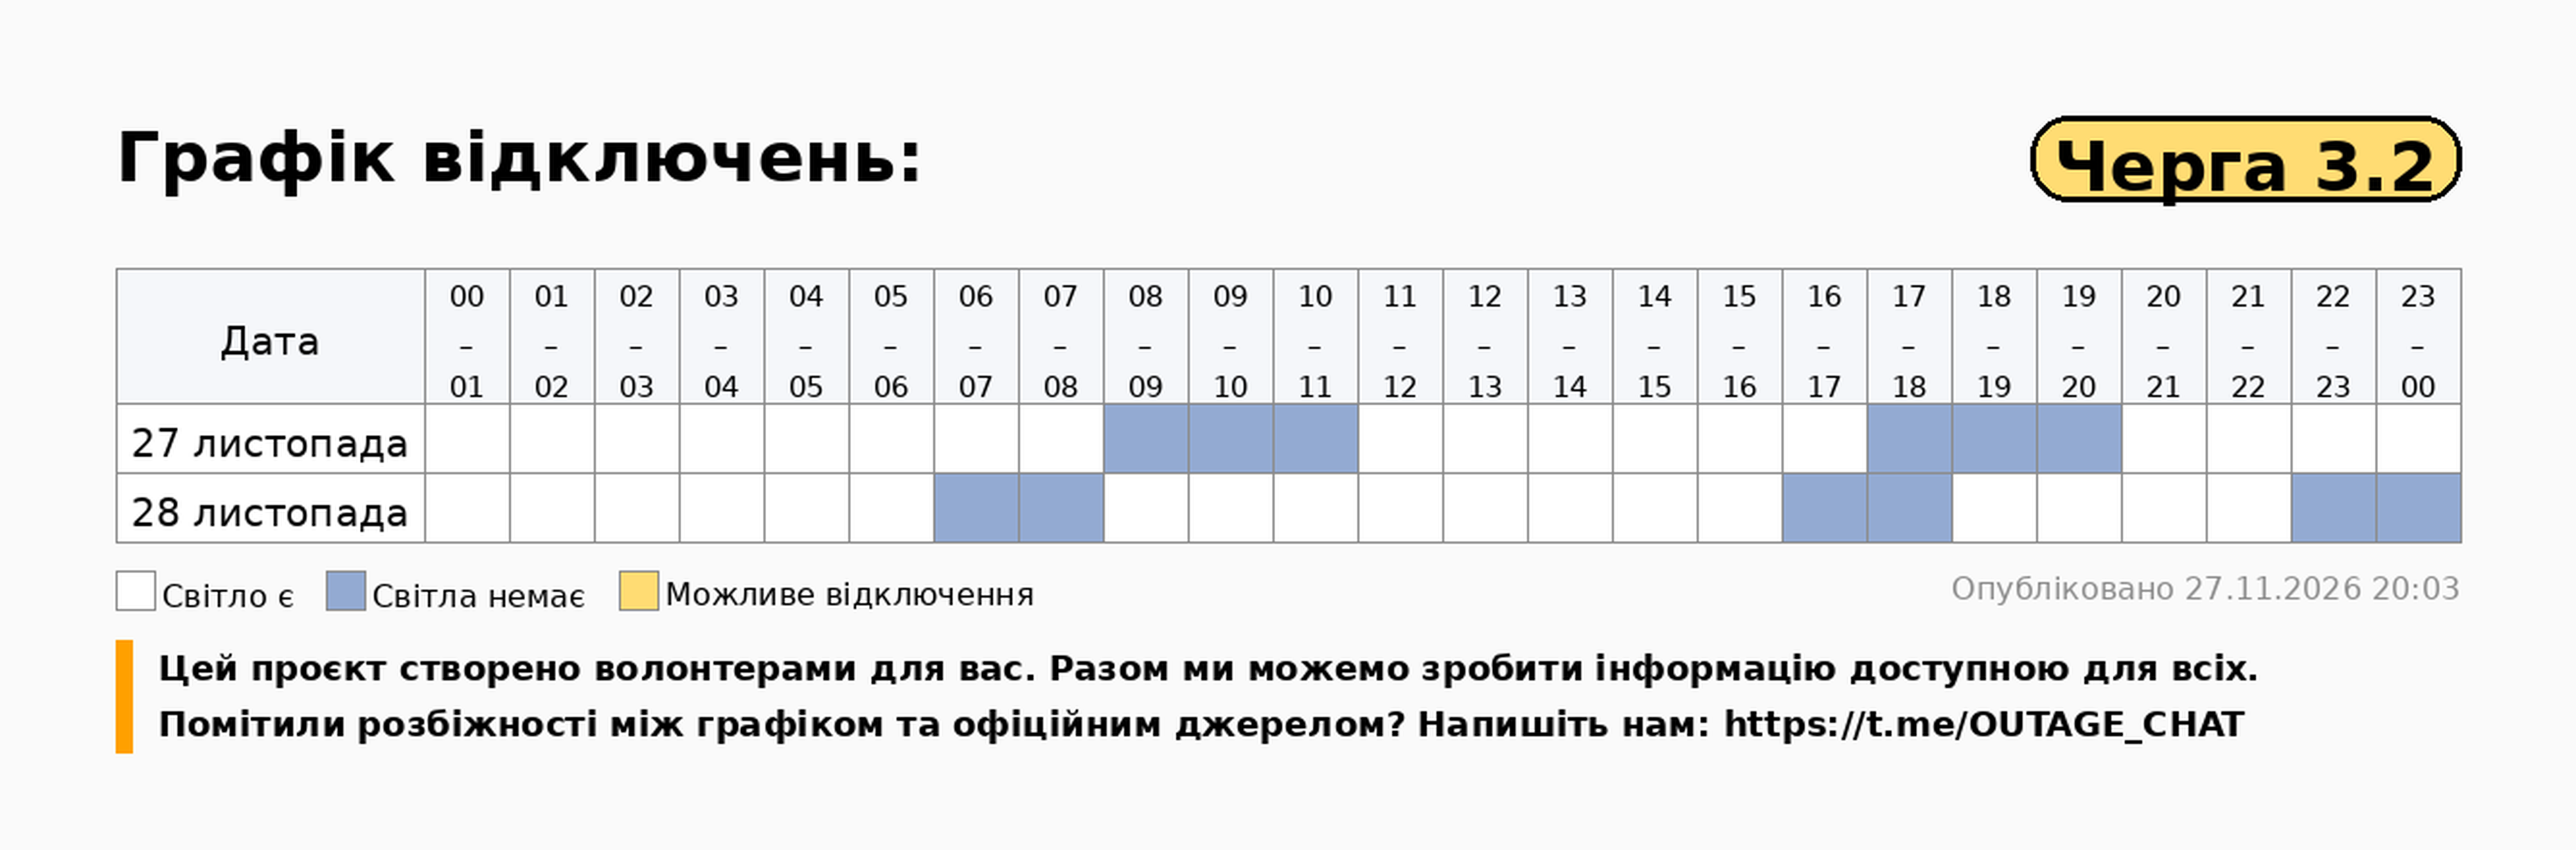 Графік відключень:
Черга 3.2
Дата
00 – 01
01 – 02
02 – 03
03 – 04
04 – 05
05 – 06
06 – 07
07 – 08
08 – 09
09 – 10
10 – 11
11 – 12
12 – 13
13 – 14
14 – 15
15 – 16
16 – 17
17 – 18
18 – 19
19 – 20
20 – 21
21 – 22
22 – 23
23 – 00
27 листопада
28 листопада
Світло є
Світла немає
Можливе відключення
Опубліковано 27.11.2026 20:03
Цей проєкт створено волонтерами для вас. Разом ми можемо зробити інформацію доступною для всіх.
Помітили розбіжності між графіком та офіційним джерелом? Напишіть нам: https://t.me/OUTAGE_CHAT